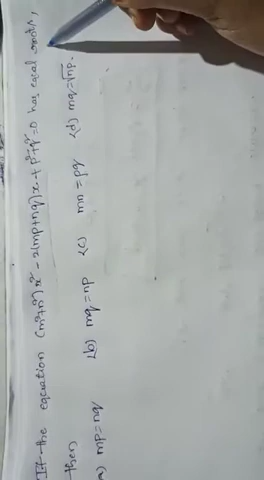 If the equation (m²+n²)x² - 2(mp+nq)x + p²+q² = 0 has equal roots,
then
(a) mp = nq (b) mq = np (c) mn = pq (d) mq = √np.